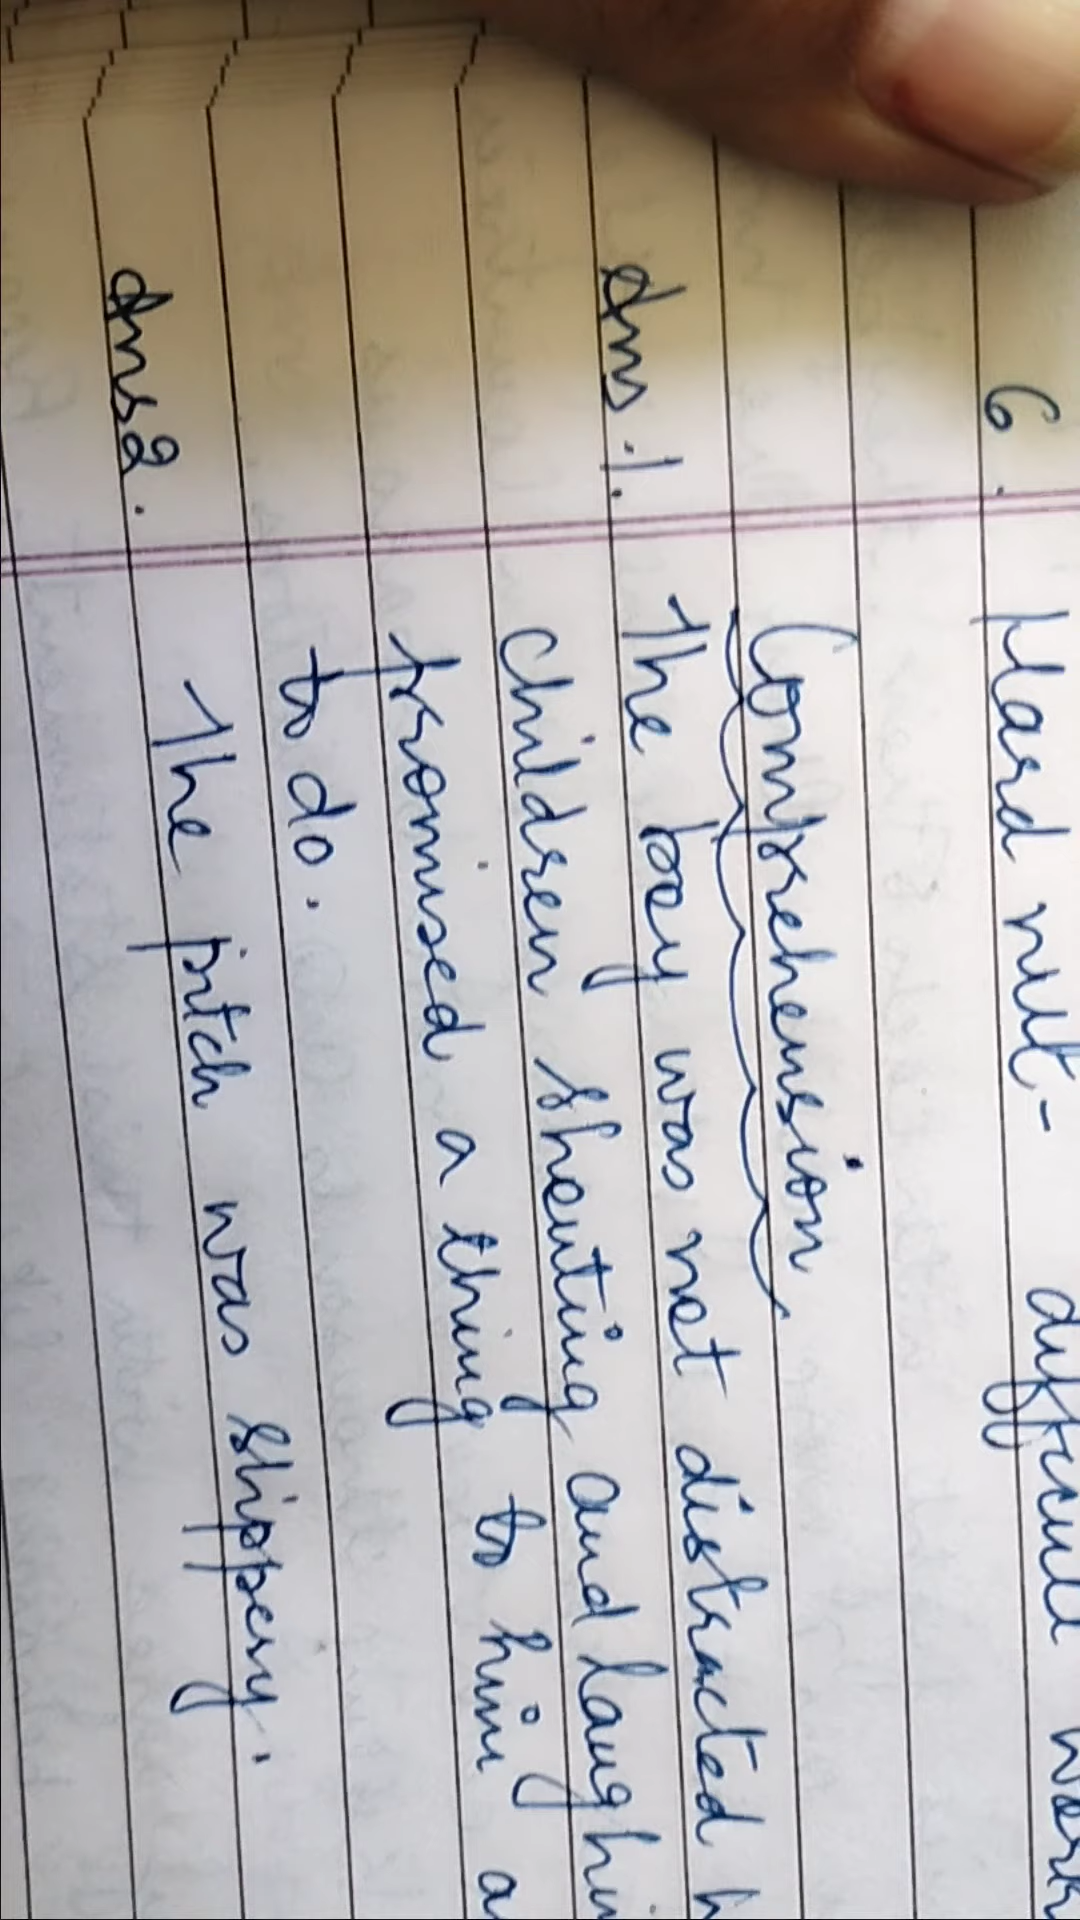 6. Hard nut- difficult work
Comprehension
Ans.1. The boy was not distracted
children shouting and
promised a thing to him
to do.
Ans2. The pitch was slippery.